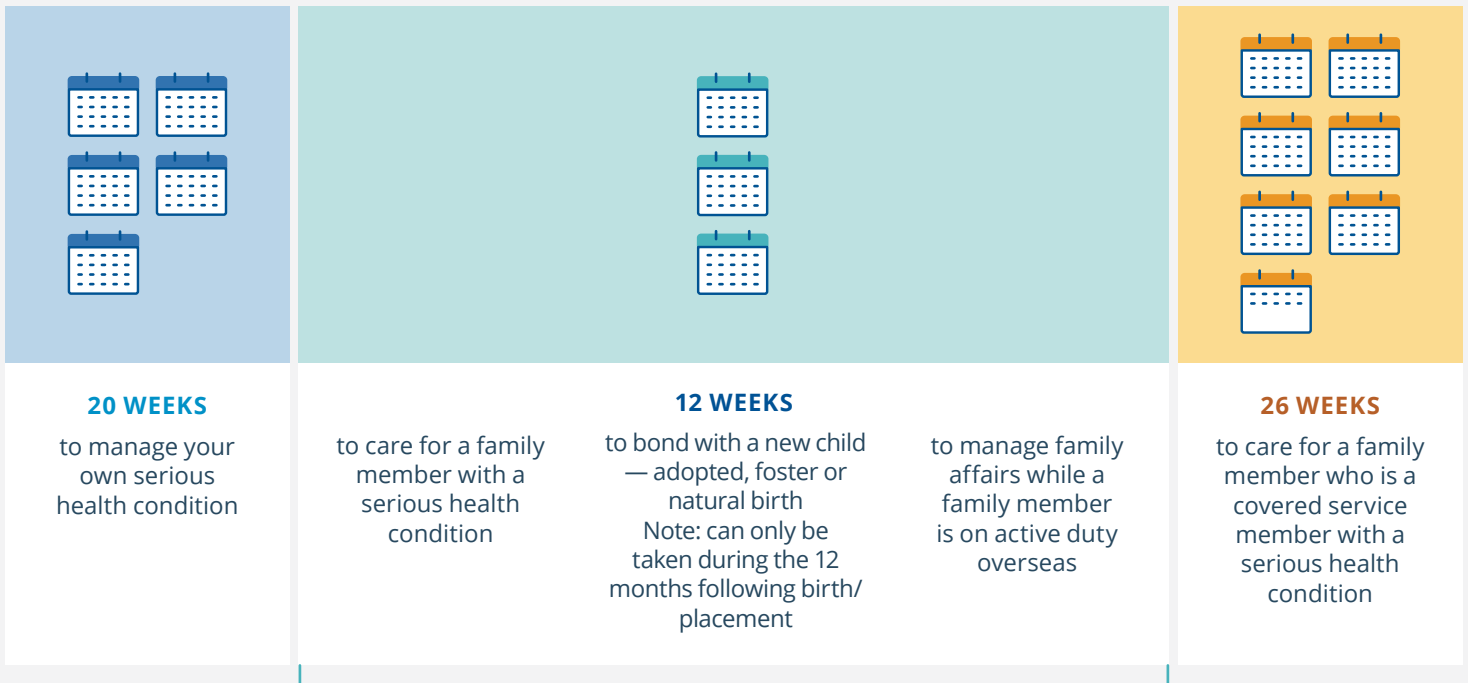 20 WEEKS
to manage your
own serious
health condition
12 WEEKS
to care for a family
member with a
serious health
condition
to bond with a new child
— adopted, foster or
natural birth
Note: can only be
taken during the 12
months following birth/
placement
to manage family
affairs while a
family member
is on active duty
overseas
26 WEEKS
to care for a family
member who is a
covered service
member with a
serious health
condition